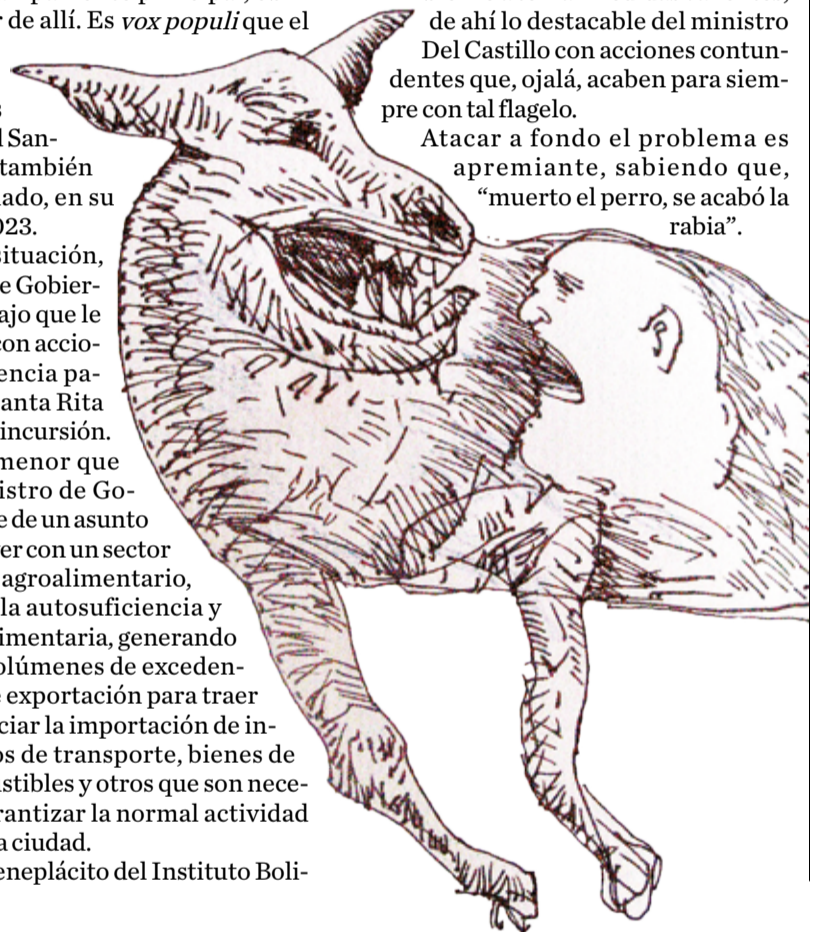 r de allí. Es vox populi que el
l San-
también
ado, en su
023.
situación,
e Gobier-
ajo que le
con accio-
encia pa-
anta Rita
incursión.
menor que
istro de Go-
e de un asunto
er con un sector
agroalimentario,
la autosuficiencia y
imentaria, generando
olúmenes de exceden-
e exportación para traer
ciar la importación de in-
os de transporte, bienes de
stibles y otros que son nece-
rantizar la normal actividad
a ciudad.
eneplácito del Instituto Boli-
de ahí lo destacable del ministro
Del Castillo con acciones contun-
dentes que, ojalá, acaben para siem-
pre con tal flagelo.
Atacar a fondo el problema es
apremiante, sabiendo que,
“muerto el perro, se acabó la
rabia”.